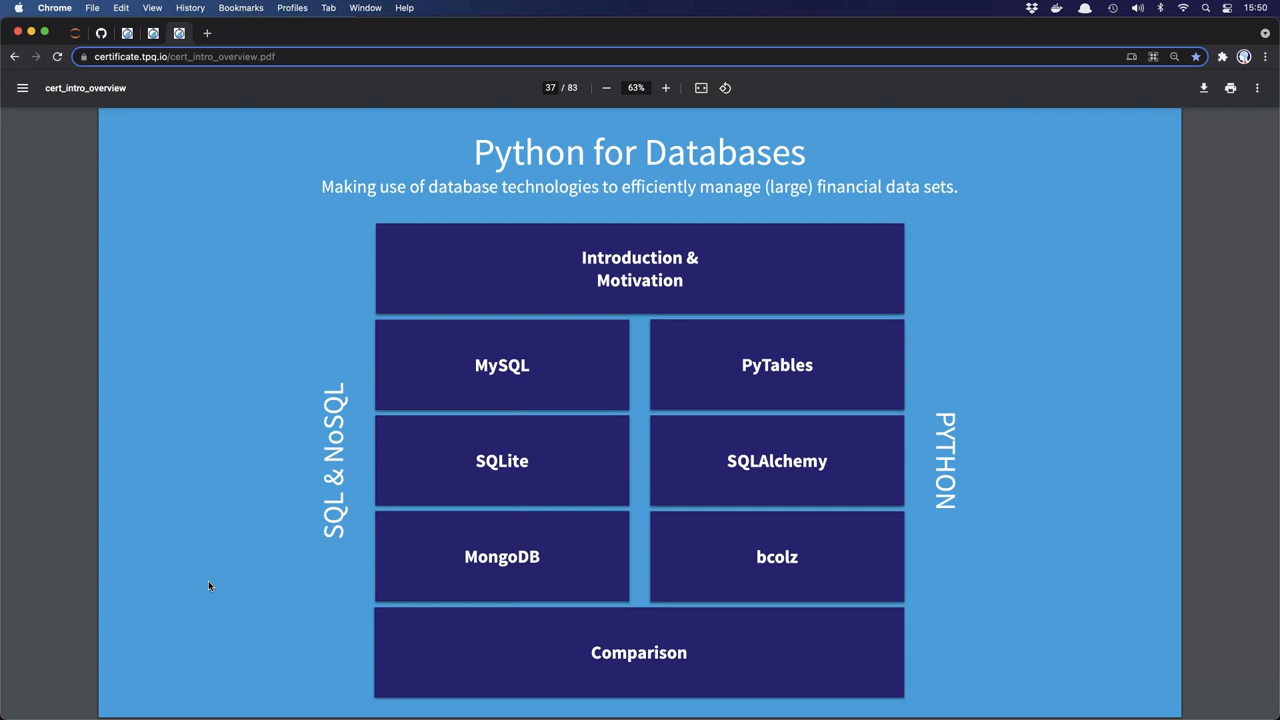 Chrome File Edit View History Bookmarks Profiles Tab Window Help 15:50
certificate.tpq.io/cert_intro_overview.pdf
cert_intro_overview 37 / 83 63%
Python for Databases
Making use of database technologies to efficiently manage (large) financial data sets.
Introduction &
Motivation
SQL & NoSQL
MySQL
PyTables
SQLite
SQLAlchemy
MongoDB
bcolz
PYTHON
Comparison